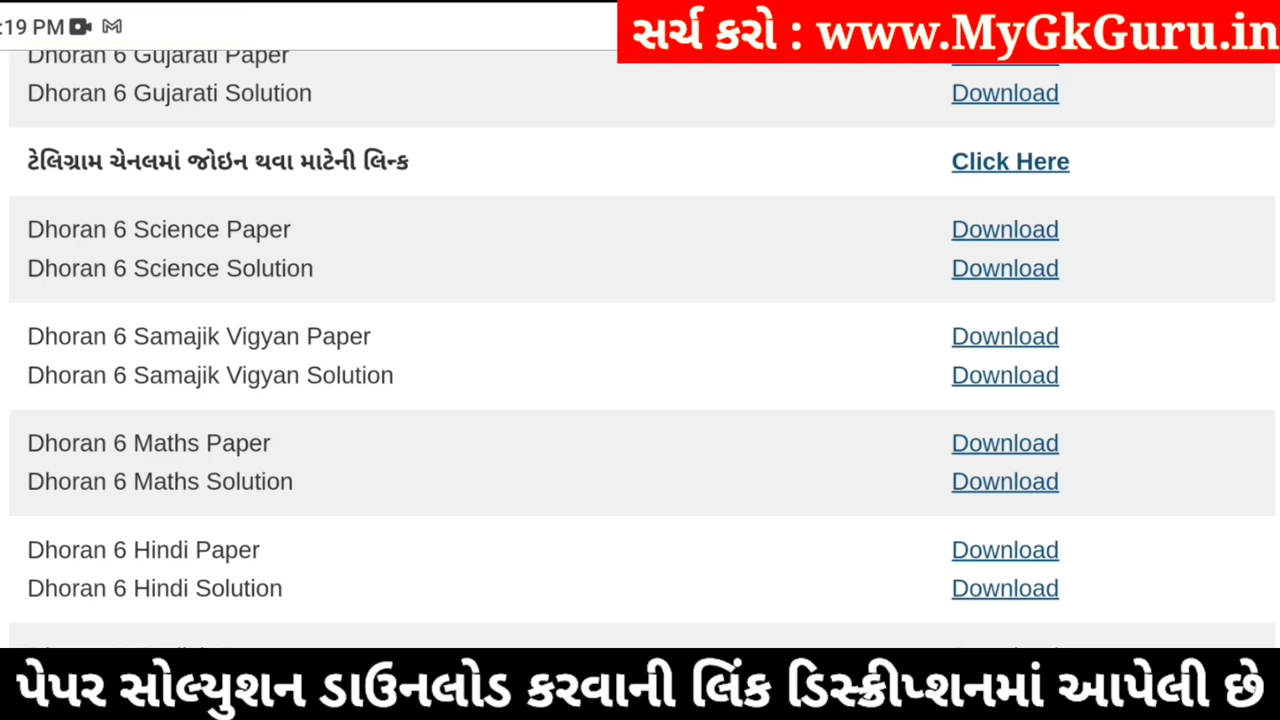 :19 PM
સર્ચ કરો : www.MyGkGuru.in
Dhoran 6 Gujarati Paper
Dhoran 6 Gujarati Solution Download
ટેલિગ્રામ ચેનલમાં જોઇન થવા માટેની લિન્ક Click Here
Dhoran 6 Science Paper Download
Dhoran 6 Science Solution Download
Dhoran 6 Samajik Vigyan Paper Download
Dhoran 6 Samajik Vigyan Solution Download
Dhoran 6 Maths Paper Download
Dhoran 6 Maths Solution Download
Dhoran 6 Hindi Paper Download
Dhoran 6 Hindi Solution Download
પેપર સોલ્યુશન ડાઉનલોડ કરવાની લિંક ડિસ્ક્રીપ્શનમાં આપેલી છે